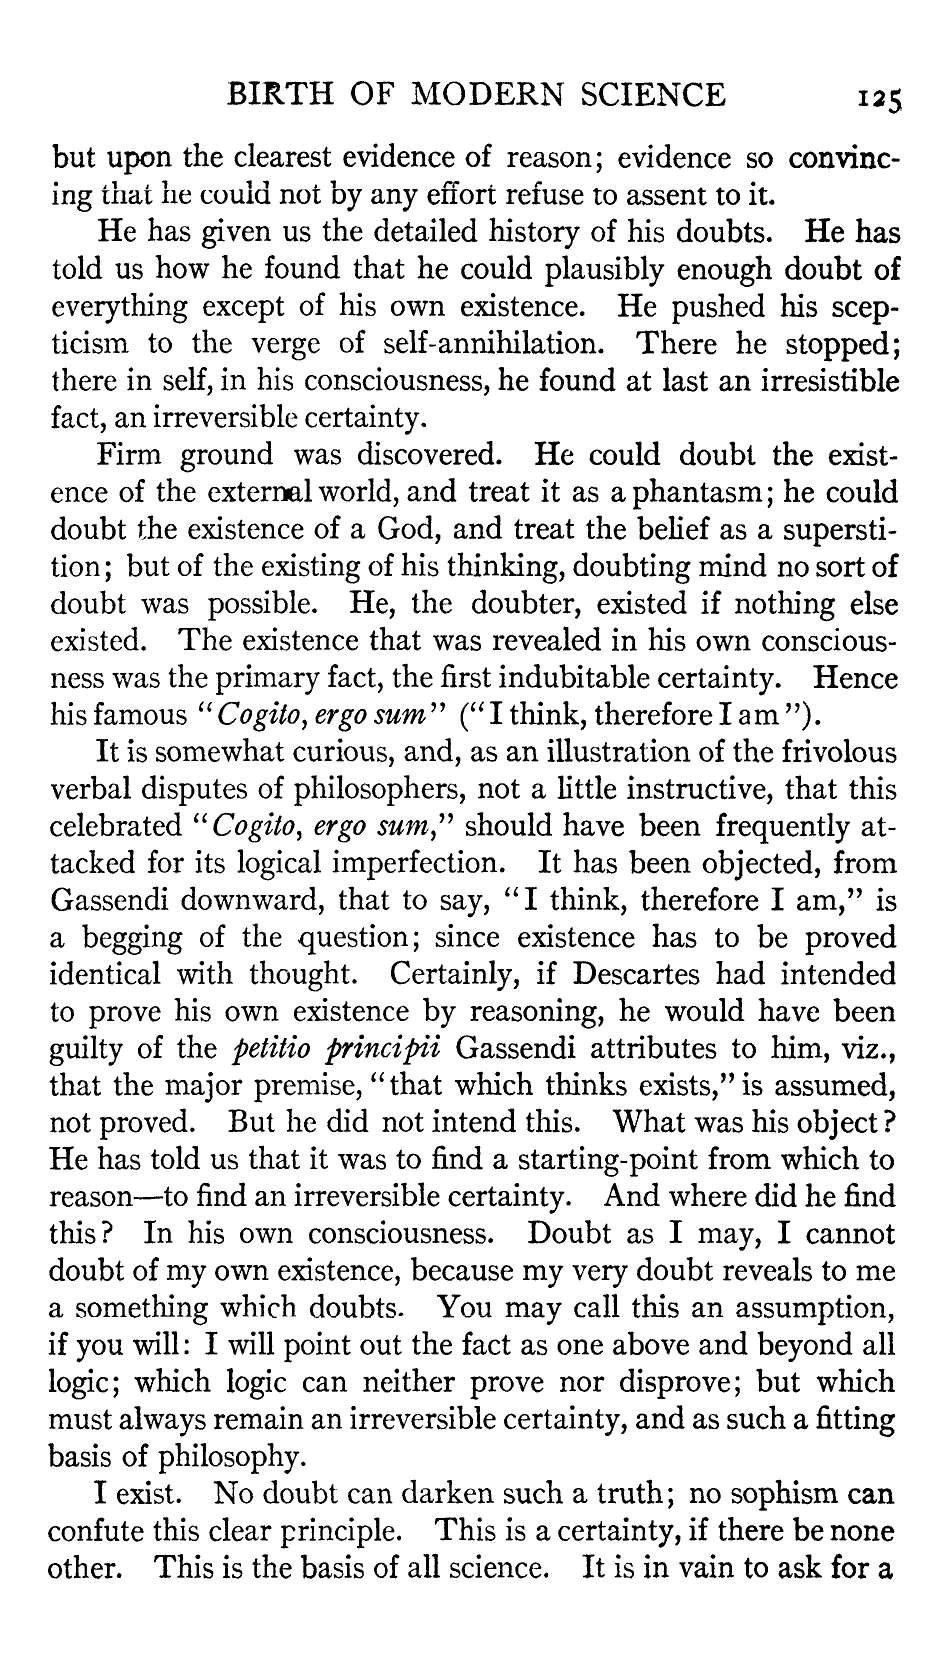 BIRTH OF MODERN SCIENCE 125
but upon the clearest evidence of reason; evidence so convinc-
ing that he could not by any effort refuse to assent to it.
He has given us the detailed history of his doubts. He has
told us how he found that he could plausibly enough doubt of
everything except of his own existence. He pushed his scep-
ticism to the verge of self-annihilation. There he stopped;
there in self, in his consciousness, he found at last an irresistible
fact, an irreversible certainty.
Firm ground was discovered. He could doubt the exist-
ence of the external world, and treat it as a phantasm; he could
doubt the existence of a God, and treat the belief as a supersti-
tion; but of the existing of his thinking, doubting mind no sort of
doubt was possible. He, the doubter, existed if nothing else
existed. The existence that was revealed in his own conscious-
ness was the primary fact, the first indubitable certainty. Hence
his famous “Cogito, ergo sum” (“I think, therefore I am”).
It is somewhat curious, and, as an illustration of the frivolous
verbal disputes of philosophers, not a little instructive, that this
celebrated “Cogito, ergo sum,” should have been frequently at-
tacked for its logical imperfection. It has been objected, from
Gassendi downward, that to say, “I think, therefore I am,” is
a begging of the question; since existence has to be proved
identical with thought. Certainly, if Descartes had intended
to prove his own existence by reasoning, he would have been
guilty of the petitio principii Gassendi attributes to him, viz.,
that the major premise, “that which thinks exists,” is assumed,
not proved. But he did not intend this. What was his object?
He has told us that it was to find a starting-point from which to
reason—to find an irreversible certainty. And where did he find
this? In his own consciousness. Doubt as I may, I cannot
doubt of my own existence, because my very doubt reveals to me
a something which doubts. You may call this an assumption,
if you will: I will point out the fact as one above and beyond all
logic; which logic can neither prove nor disprove; but which
must always remain an irreversible certainty, and as such a fitting
basis of philosophy.
I exist. No doubt can darken such a truth; no sophism can
confute this clear principle. This is a certainty, if there be none
other. This is the basis of all science. It is in vain to ask for a